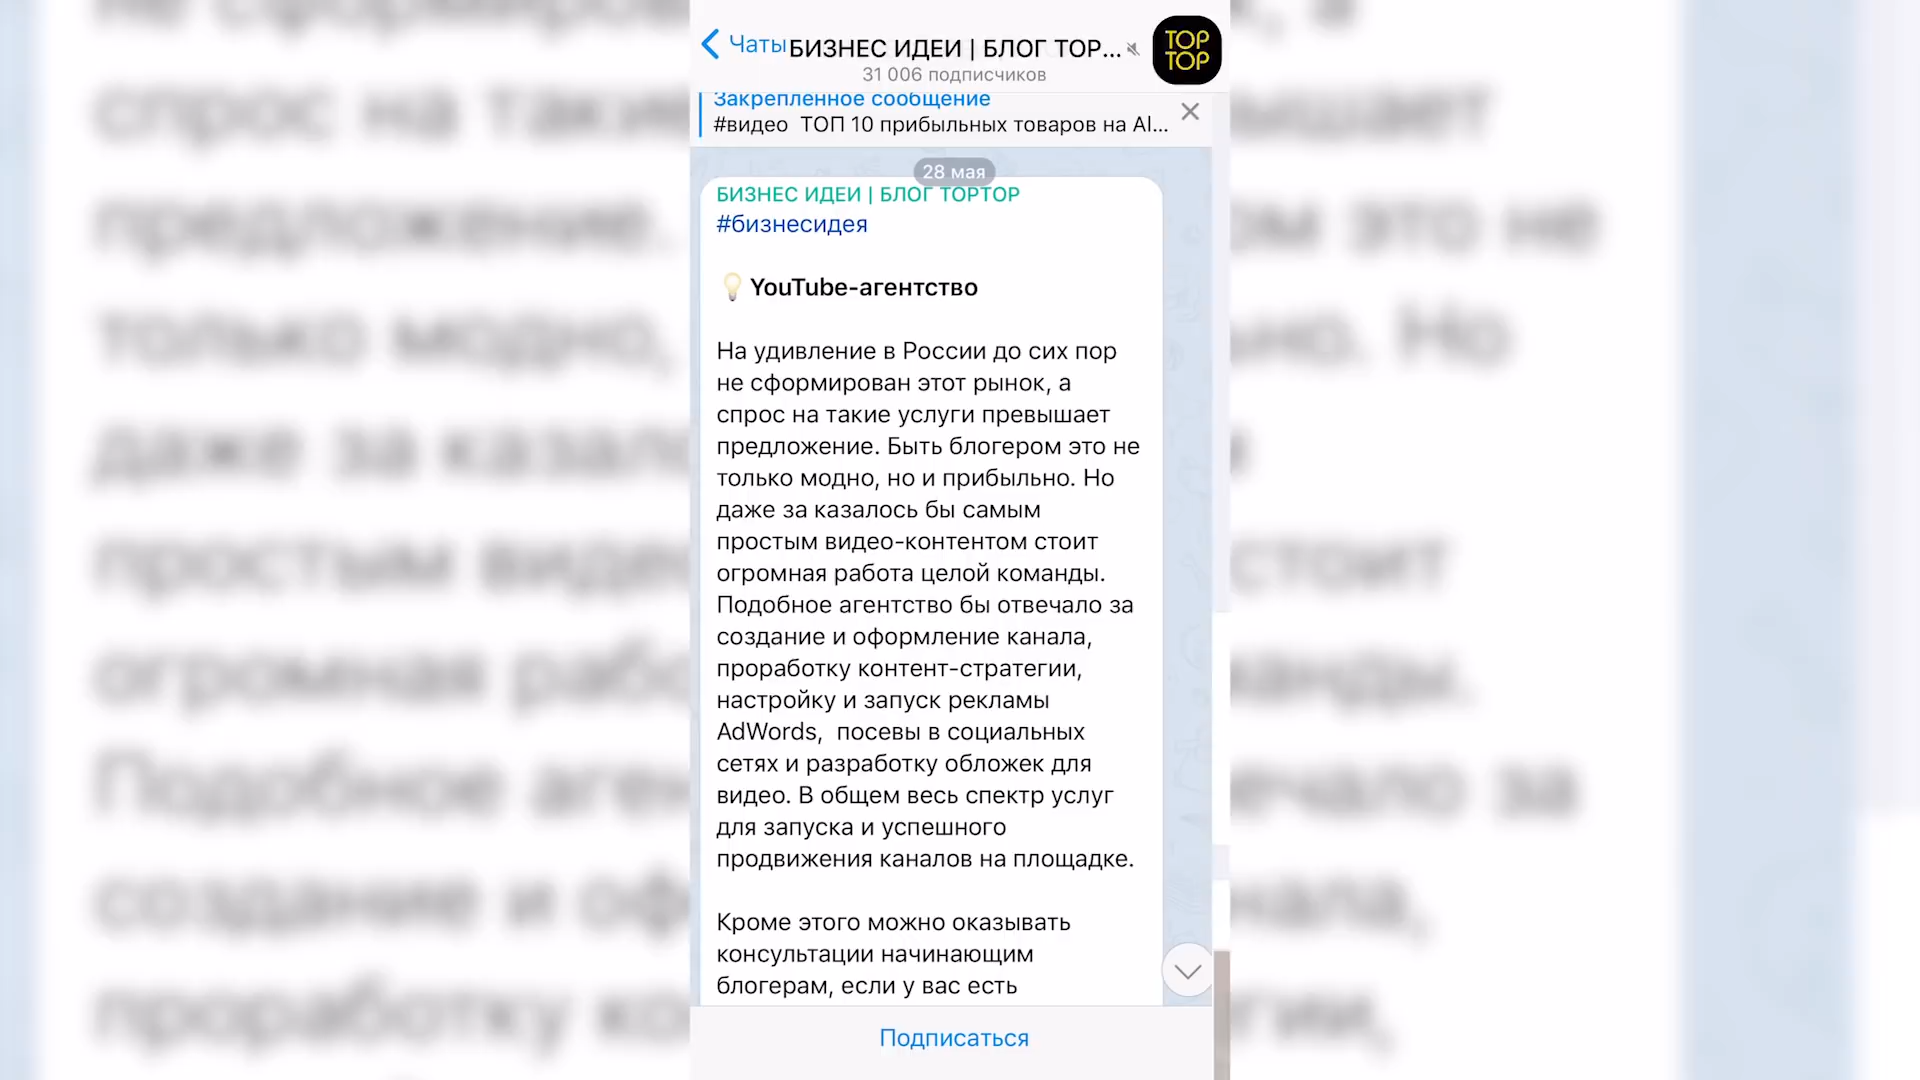 Чаты
БИЗНЕС ИДЕИ | БЛОГ TOP...
31 006 подписчиков
TOP
TOP
Закрепленное сообщение
#видео ТОП 10 прибыльных товаров на Al...
28 мая
БИЗНЕС ИДЕИ | БЛОГ TOPTOP
#бизнесидея
YouTube-агентство
На удивление в России до сих пор
не сформирован этот рынок, а
спрос на такие услуги превышает
предложение. Быть блогером это не
только модно, но и прибыльно. Но
даже за казалось бы самым
простым видео-контентом стоит
огромная работа целой команды.
Подобное агентство бы отвечало за
создание и оформление канала,
проработку контент-стратегии,
настройку и запуск рекламы
AdWords,  посевы в социальных
сетях и разработку обложек для
видео. В общем весь спектр услуг
для запуска и успешного
продвижения каналов на площадке.
Кроме этого можно оказывать
консультации начинающим
блогерам, если у вас есть
Подписаться